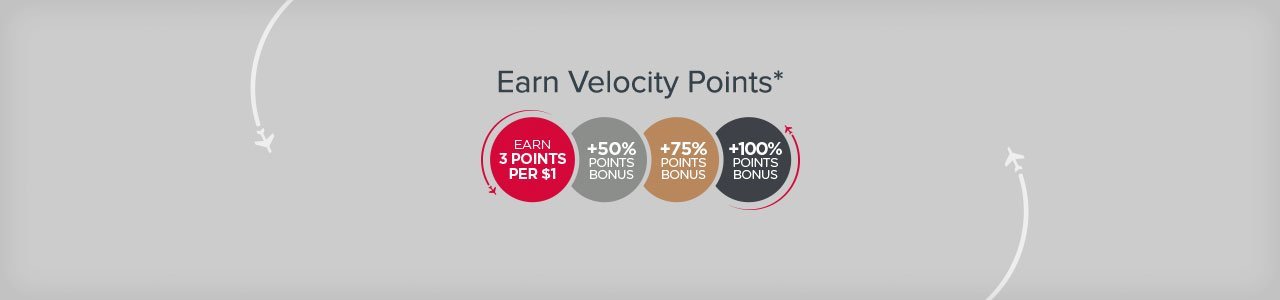 Earn Velocity Points*
EARN
3 POINTS
PER $1
+50%
POINTS
BONUS
+75%
POINTS
BONUS
+100%
POINTS
BONUS